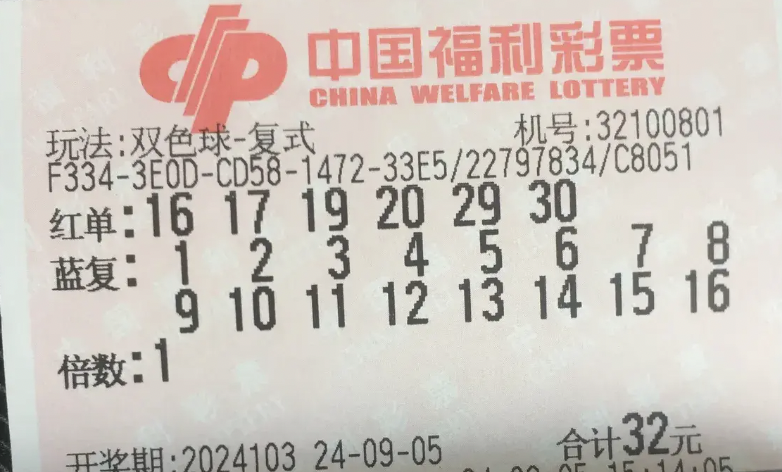 中国福利彩票
CHINA WELFARE LOTTERY
玩法:双色球-复式 机号:32100801
F334-3E0D-CD58-1472-33E5/22797834/C8051
红单:16 17 19 20 29 30
蓝复: 1 2 3 4 5 6 7 8
9 10 11 12 13 14 15 16
倍数:1
开奖期:2024103 24-09-05 合计32元